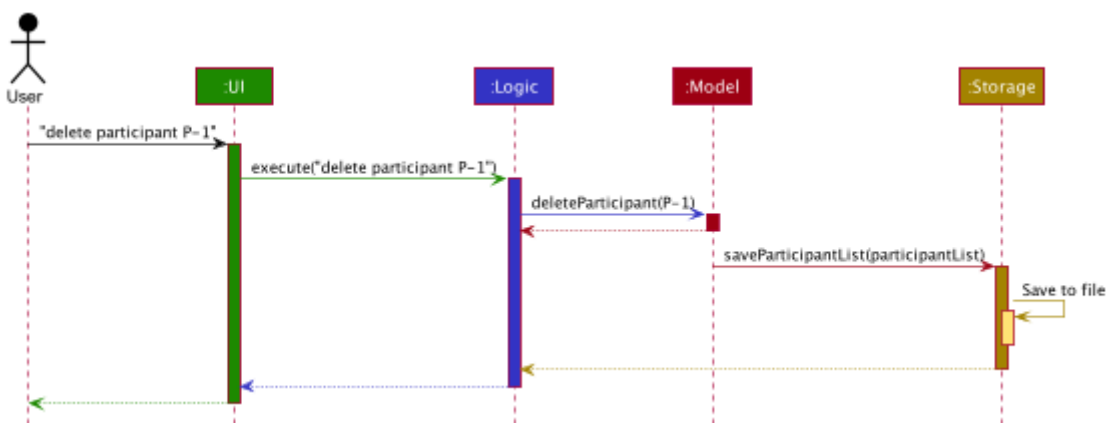 User
:UI
:Logic
:Model
:Storage
"delete participant P-1"
execute("delete participant P-1")
deleteParticipant(P-1)
saveParticipantList(participantList)
Save to file